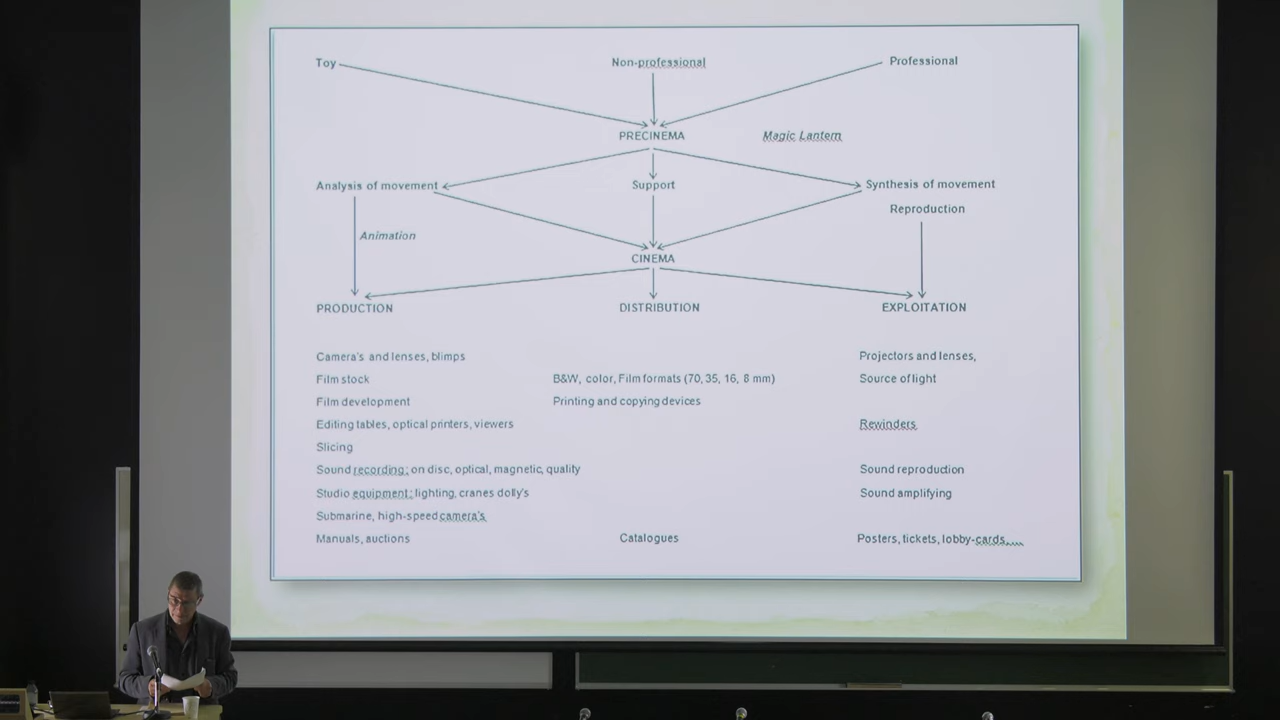 Toy Non-professional Professional
PRECINEMA Magic Lantern
Analysis of movement Support Synthesis of movement
Reproduction
Animation
CINEMA
PRODUCTION DISTRIBUTION EXPLOITATION
Camera's and lenses, blimps Projectors and lenses,
Film stock B&W, color, Film formats (70, 35, 16, 8 mm) Source of light
Film development Printing and copying devices
Editing tables, optical printers, viewers Rewinders
Slicing
Sound recording: on disc, optical, magnetic, quality Sound reproduction
Studio equipment: lighting, cranes dolly's Sound amplifying
Submarine, high-speed camera's
Manuals, auctions Catalogues Posters, tickets, lobby-cards,...